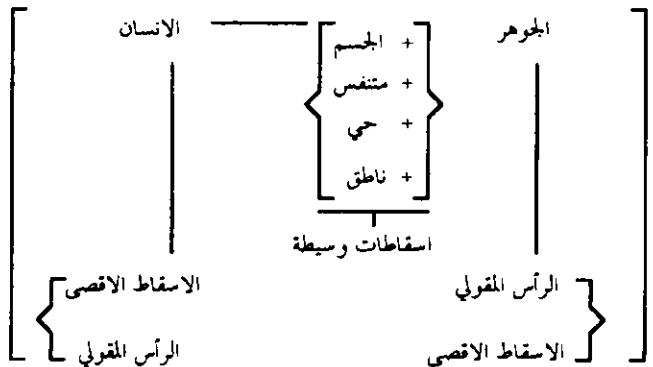 الجوهر
+ الجسم
+ متنفس
+ حي
+ ناطق
الانسان
اسقاطات وسيطة
الرأس المقولي
الاسقاط الاقصى
الاسقاط الاقصى
الرأس المقولي